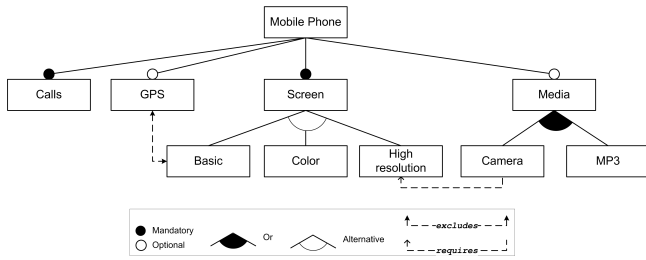 Mobile Phone
Calls
GPS
Screen
Media
Basic
Color
High
resolution
Camera
MP3
Mandatory
Optional
Or
Alternative
excludes
requires